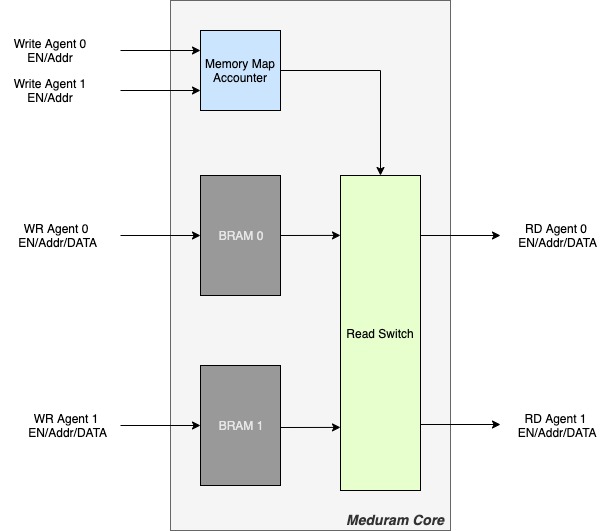 Write Agent 0
EN/Addr
Write Agent 1
EN/Addr
Memory Map
Accounter
WR Agent 0
EN/Addr/DATA
BRAM 0
RD Agent 0
EN/Addr/DATA
Read Switch
WR Agent 1
EN/Addr/DATA
BRAM 1
RD Agent 1
EN/Addr/DATA
Meduram Core